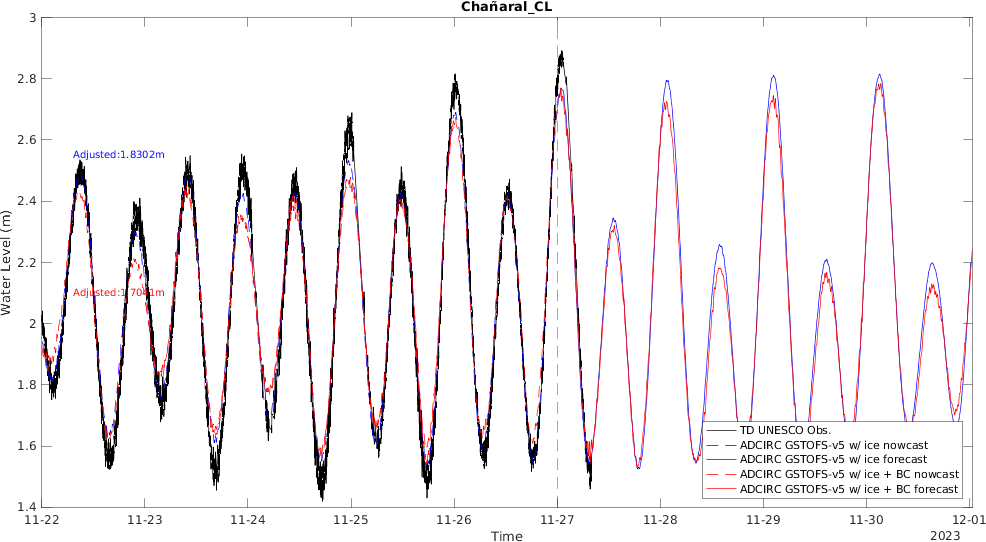 Chañaral_CL
3
2.8
2.6
2.4
2.2
2
1.8
1.6
1.4
Water Level (m)
Adjusted:1.8302m
Adjusted:1.7041m
TD UNESCO Obs.
ADCIRC GSTOFS-v5 w/ ice nowcast
ADCIRC GSTOFS-v5 w/ ice forecast
ADCIRC GSTOFS-v5 w/ ice + BC nowcast
ADCIRC GSTOFS-v5 w/ ice + BC forecast
11-22 11-23 11-24 11-25 11-26 11-27 11-28 11-29 11-30 12-01
Time
2023